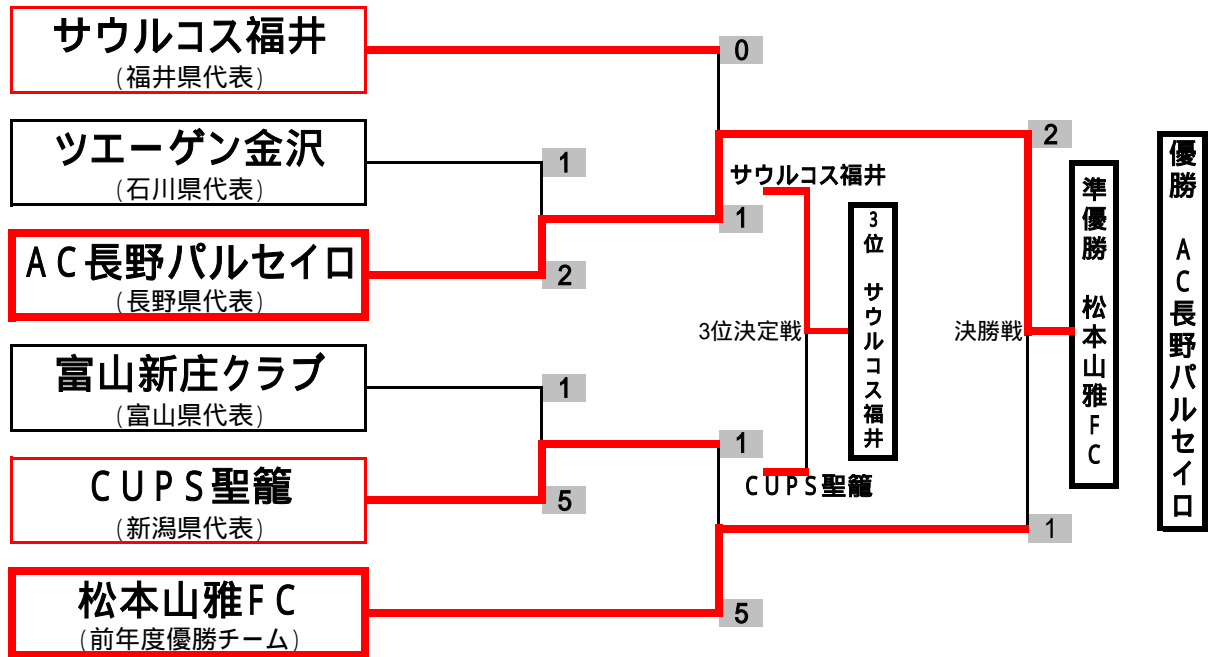 サウルコス福井
(福井県代表)
0
ツエーゲン金沢
(石川県代表)
1
2
サウルコス福井
1
AC長野パルセイロ
(長野県代表)
2
3位決定戦
3位 サウルコス福井
決勝戦
準優勝 松本山雅FC
優勝 AC長野パルセイロ
富山新庄クラブ
(富山県代表)
1
1
CUPS聖籠
CUPS聖籠
(新潟県代表)
5
1
松本山雅FC
(前年度優勝チーム)
5